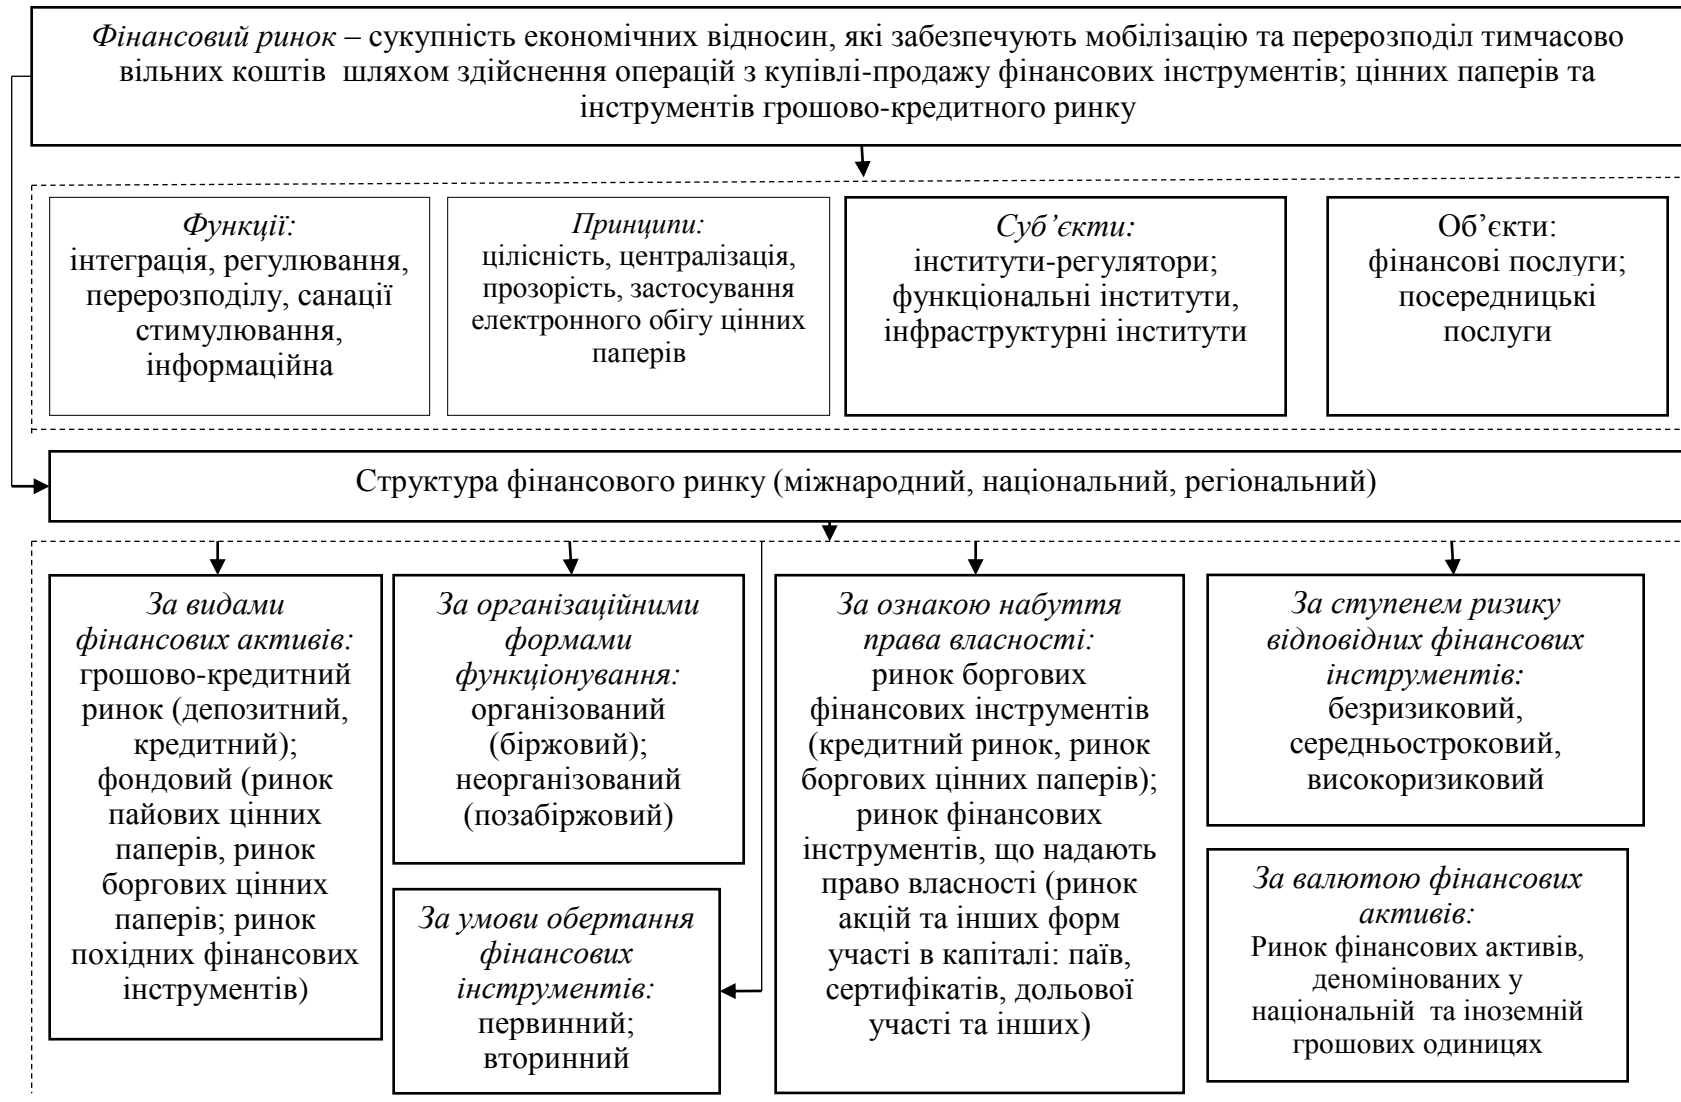 Фінансовий ринок – сукупність економічних відносин, які забезпечують мобілізацію та перерозподіл тимчасово
вільних коштів шляхом здійснення операцій з купівлі-продажу фінансових інструментів; цінних паперів та
інструментів грошово-кредитного ринку
Функції:
інтеграція, регулювання,
перерозподілу, санації
стимулювання,
інформаційна
Принципи:
цілісність, централізація,
прозорість, застосування
електронного обігу цінних
паперів
Суб’єкти:
інститути-регулятори;
функціональні інститути,
інфраструктурні інститути
Об’єкти:
фінансові послуги;
посередницькі
послуги
Структура фінансового ринку (міжнародний, національний, регіональний)
За видами
фінансових активів:
грошово-кредитний
ринок (депозитний,
кредитний);
фондовий (ринок
пайових цінних
паперів, ринок
боргових цінних
паперів; ринок
похідних фінансових
інструментів)
За організаційними
формами
функціонування:
організований
(біржовий);
неорганізований
(позабіржовий)
За умови обертання
фінансових
інструментів:
первинний;
вторинний
За ознакою набуття
права власності:
ринок боргових
фінансових інструментів
(кредитний ринок, ринок
боргових цінних паперів);
ринок фінансових
інструментів, що надають
право власності (ринок
акцій та інших форм
участі в капіталі: паїв,
сертифікатів, дольової
участі та інших)
За ступенем ризику
відповідних фінансових
інструментів:
безризиковий,
середньостроковий,
високоризиковий
За валютою фінансових
активів:
Ринок фінансових активів,
деномінованих у
національній та іноземній
грошових одиницях